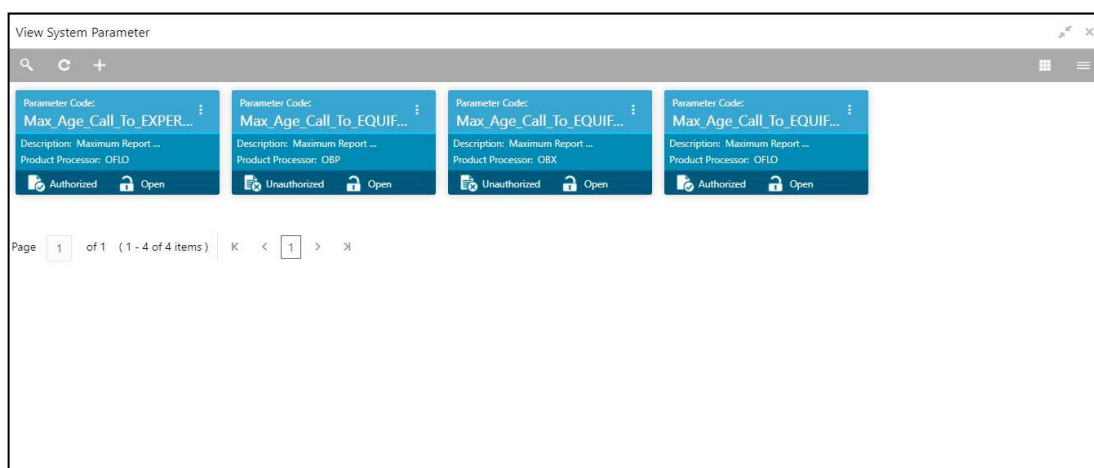 View System Parameter
Parameter Code:
Max_Age_Call_To_EXPER...
Description: Maximum Report ...
Product Processor: OFLO
Authorized Open
Parameter Code:
Max_Age_Call_To_EQUIF...
Description: Maximum Report ...
Product Processor: OBP
Unauthorized Open
Parameter Code:
Max_Age_Call_To_EQUIF...
Description: Maximum Report ...
Product Processor: OBX
Unauthorized Open
Parameter Code:
Max_Age_Call_To_EQUIF...
Description: Maximum Report ...
Product Processor: OFLO
Authorized Open
Page 1 of 1 (1 - 4 of 4 items) 1